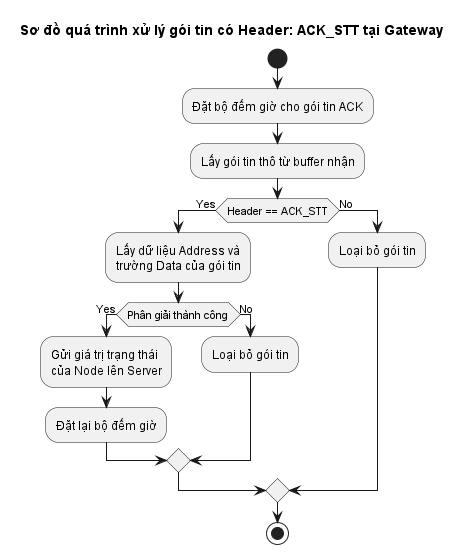 Sơ đồ quá trình xử lý gói tin có Header: ACK_STT tại Gateway
Đặt bộ đếm giờ cho gói tin ACK
Lấy gói tin thô từ buffer nhận
Yes
Header == ACK_STT
No
Lấy dữ liệu Address và
trường Data của gói tin
Loại bỏ gói tin
Yes
Phân giải thành công
No
Gửi giá trị trạng thái
của Node lên Server
Loại bỏ gói tin
Đặt lại bộ đếm giờ